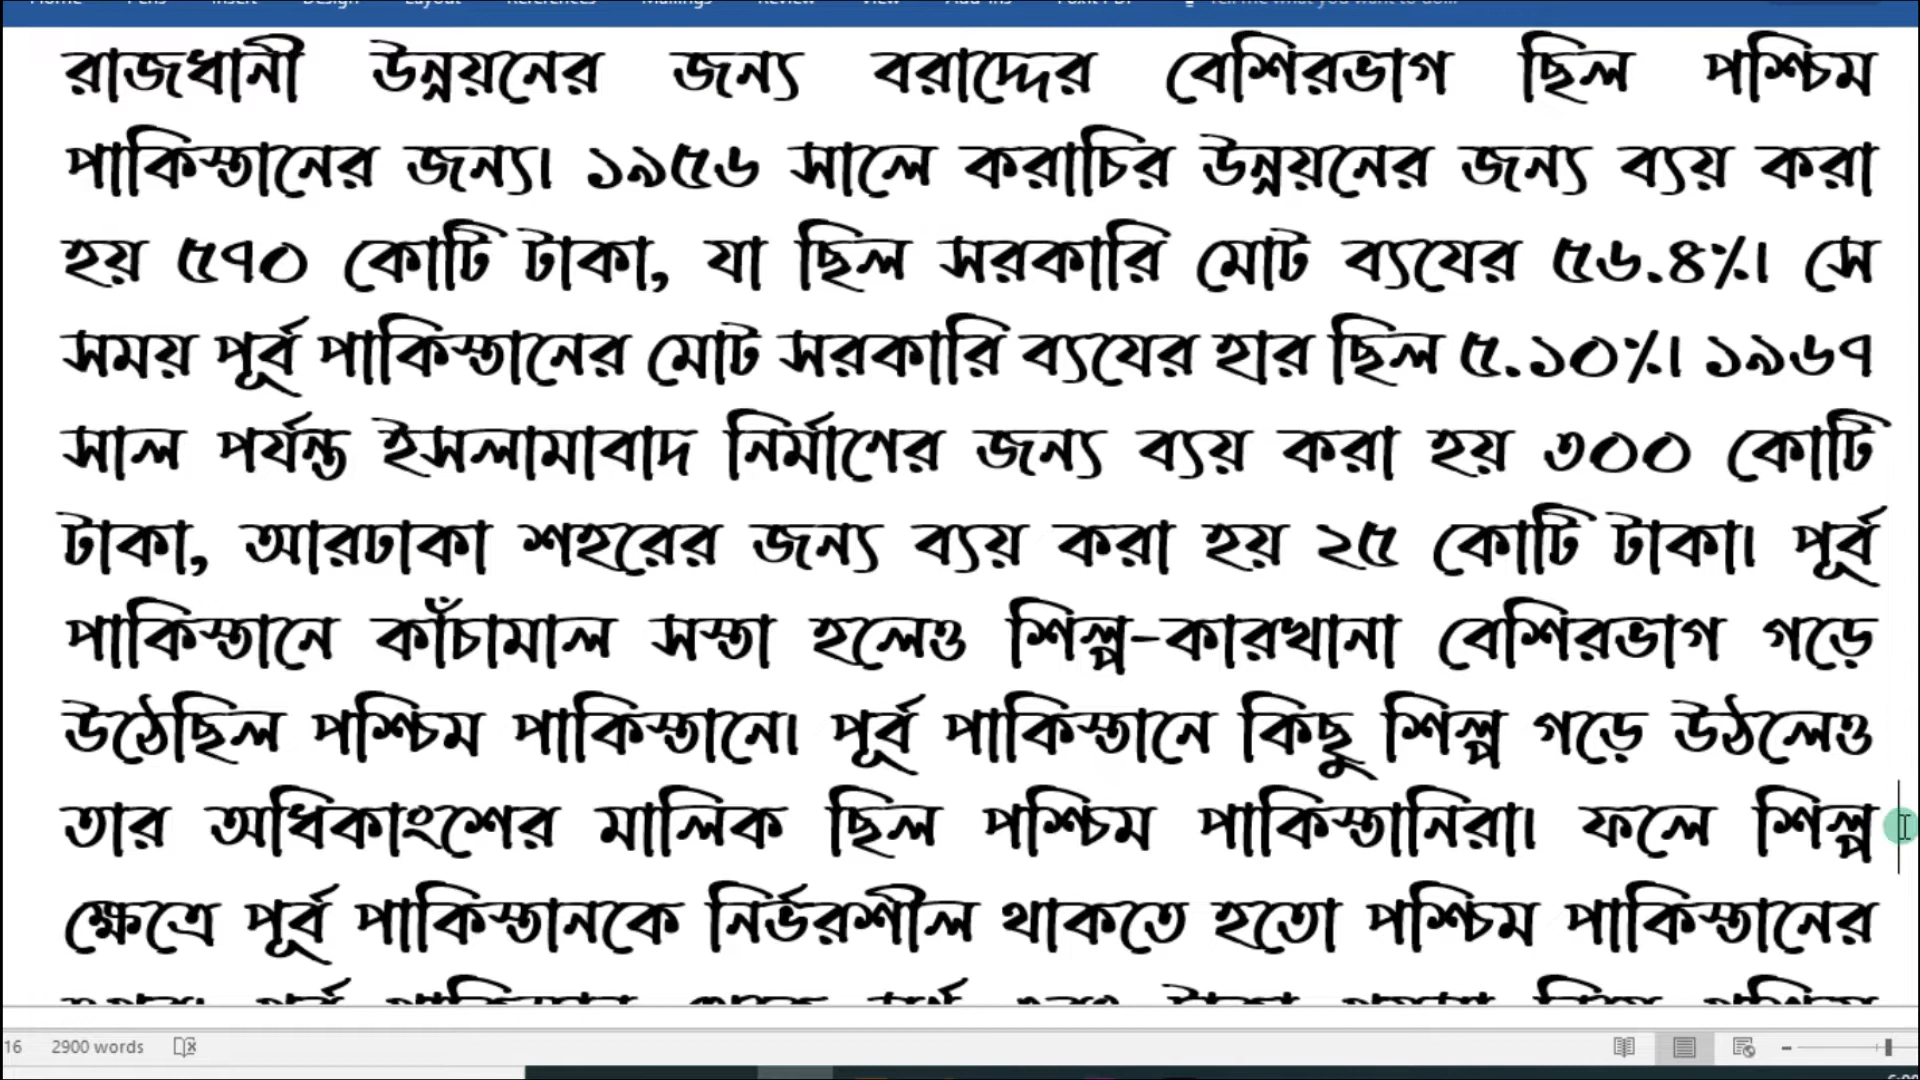 রাজধানী উন্নয়নের জন্য বরাদ্দের বেশিরভাগ ছিল পশ্চিম
পাকিস্তানের জন্য। ১৯৫৬ সালে করাচির উন্নয়নের জন্য ব্যয় করা
হয় ৫৭০ কোটি টাকা, যা ছিল সরকারি মোট ব্যযের ৫৬.৪%। সে
সময় পূর্ব পাকিস্তানের মোট সরকারি ব্যযের হার ছিল ৫.১০%। ১৯৬৭
সাল পর্যন্ত ইসলামাবাদ নির্মাণের জন্য ব্যয় করা হয় ৩০০ কোটি
টাকা, আরঢাকা শহরের জন্য ব্যয় করা হয় ২৫ কোটি টাকা। পূর্ব
পাকিস্তানে কাঁচামাল সস্তা হলেও শিল্প-কারখানা বেশিরভাগ গড়ে
উঠেছিল পশ্চিম পাকিস্তানে। পূর্ব পাকিস্তানে কিছু শিল্প গড়ে উঠলেও
তার অধিকাংশের মালিক ছিল পশ্চিম পাকিস্তানিরা। ফলে শিল্প
ক্ষেত্রে পূর্ব পাকিস্তানকে নির্ভরশীল থাকতে হতো পশ্চিম পাকিস্তানের
16 2900 words